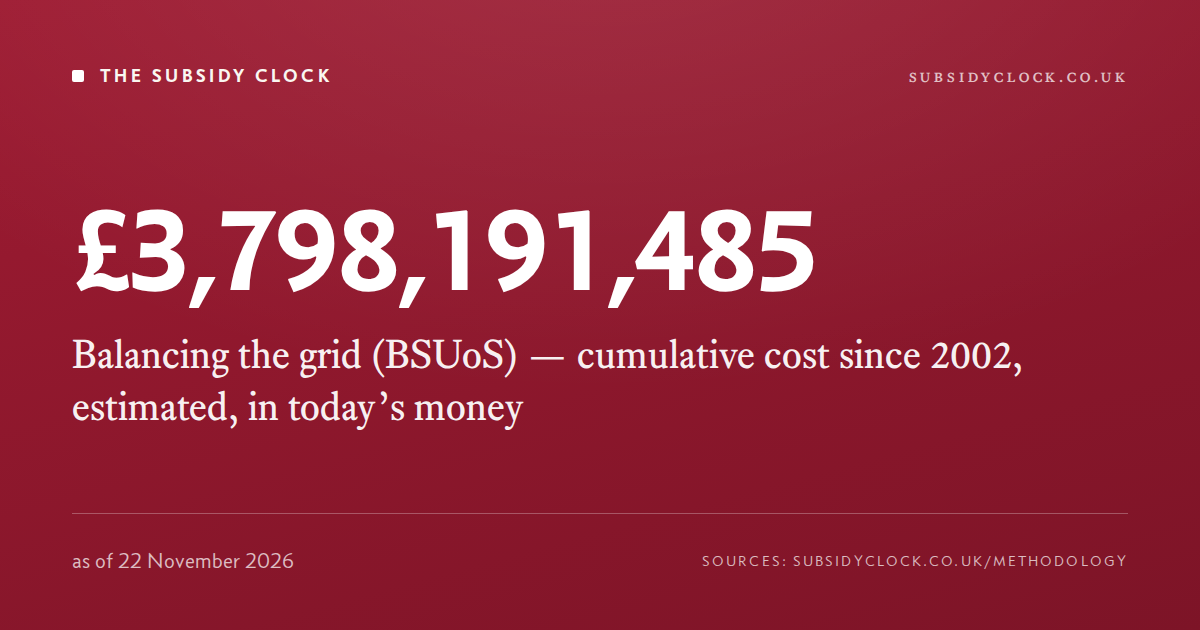 THE SUBSIDY CLOCK
SUBSIDYCLOCK.CO.UK
£3,798,191,485
Balancing the grid (BSUoS) — cumulative cost since 2002,
estimated, in today’s money
as of 22 November 2026
SOURCES: SUBSIDYCLOCK.CO.UK/METHODOLOGY